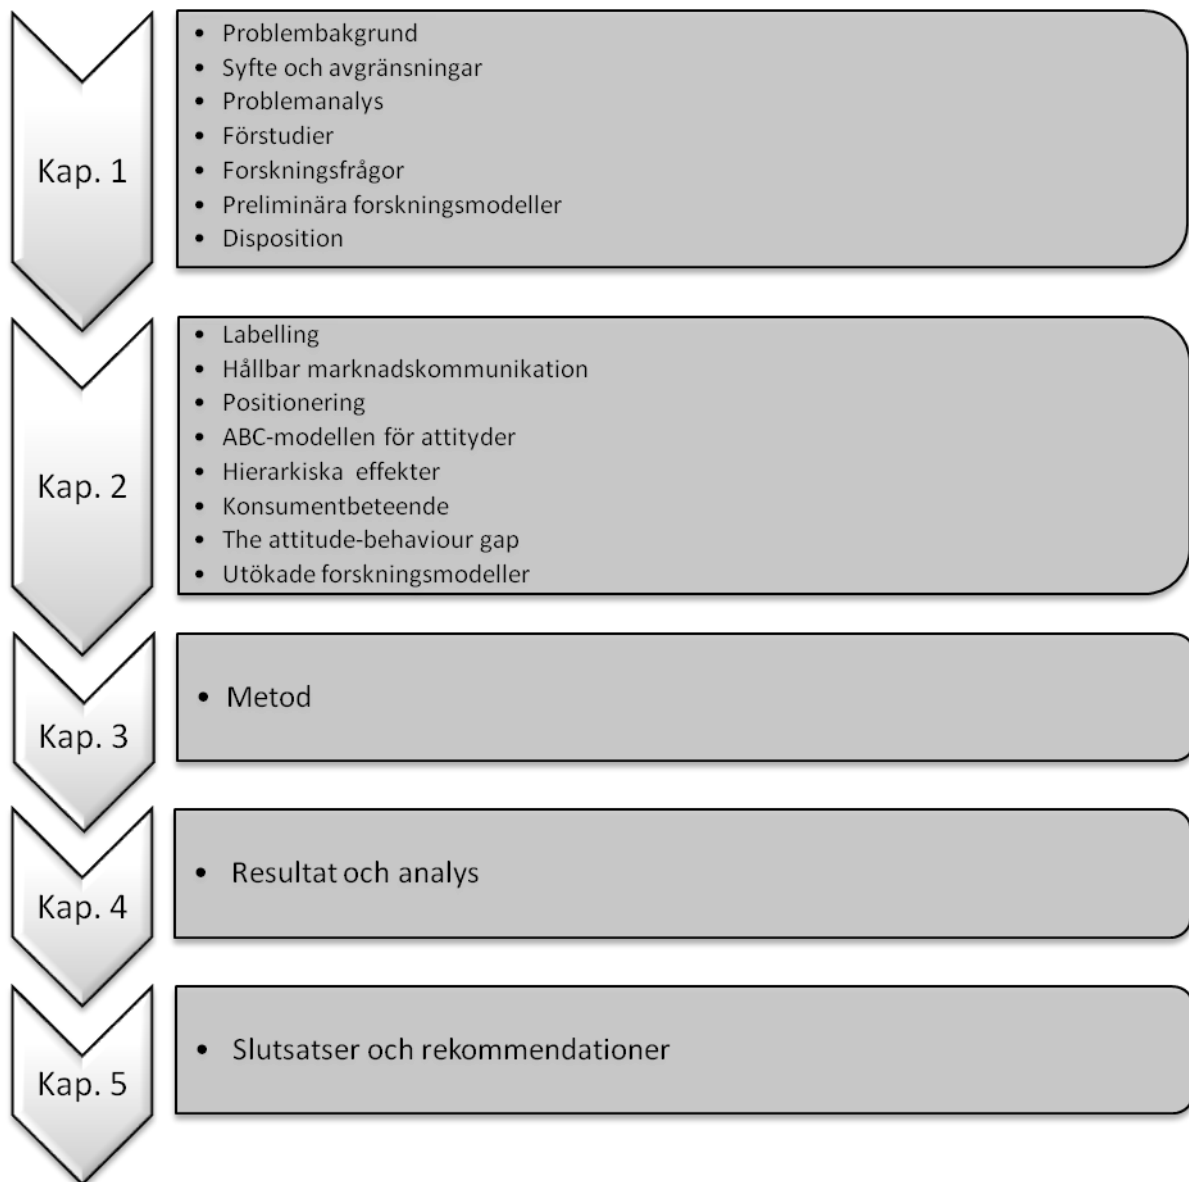 Kap. 1
• Problembakgrund
• Syfte och avgränsningar
• Problemanalys
• Förstudier
• Forskningsfrågor
• Preliminära forskningsmodeller
• Disposition
Kap. 2
• Labelling
• Hållbar marknadskommunikation
• Positionering
• ABC-modellen för attityder
• Hierarkiska effekter
• Konsumentbeteende
• The attitude-behaviour gap
• Utökade forskningsmodeller
Kap. 3
• Metod
Kap. 4
• Resultat och analys
Kap. 5
• Slutsatser och rekommendationer